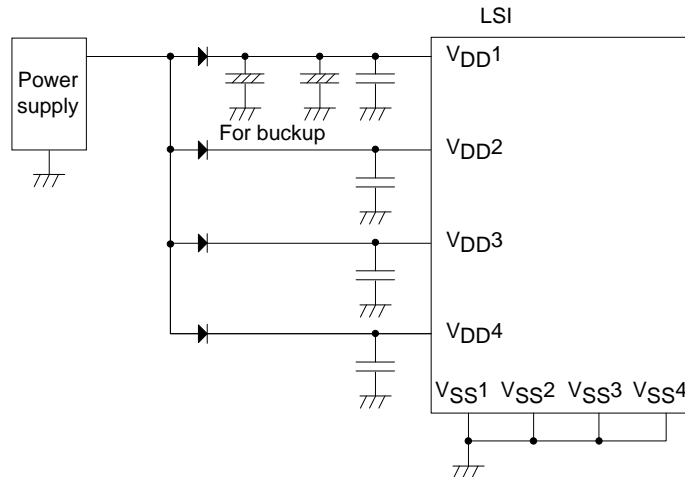 LSI
Power
supply
VDD1
For buckup
VDD2
VDD3
VDD4
VSS1 VSS2 VSS3 VSS4